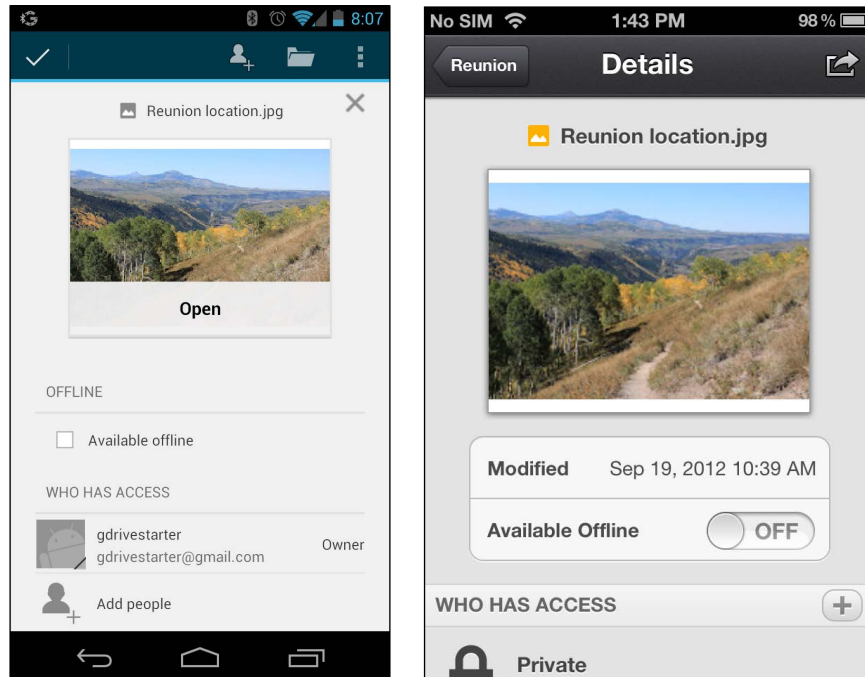 8:07
Reunion location.jpg
Open
OFFLINE
Available offline
WHO HAS ACCESS
gdrivestarter
gdrivestarter@gmail.com
Owner
Add people
No SIM 1:43 PM 98%
Reunion Details
Reunion location.jpg
Modified Sep 19, 2012 10:39 AM
Available Offline OFF
WHO HAS ACCESS
Private